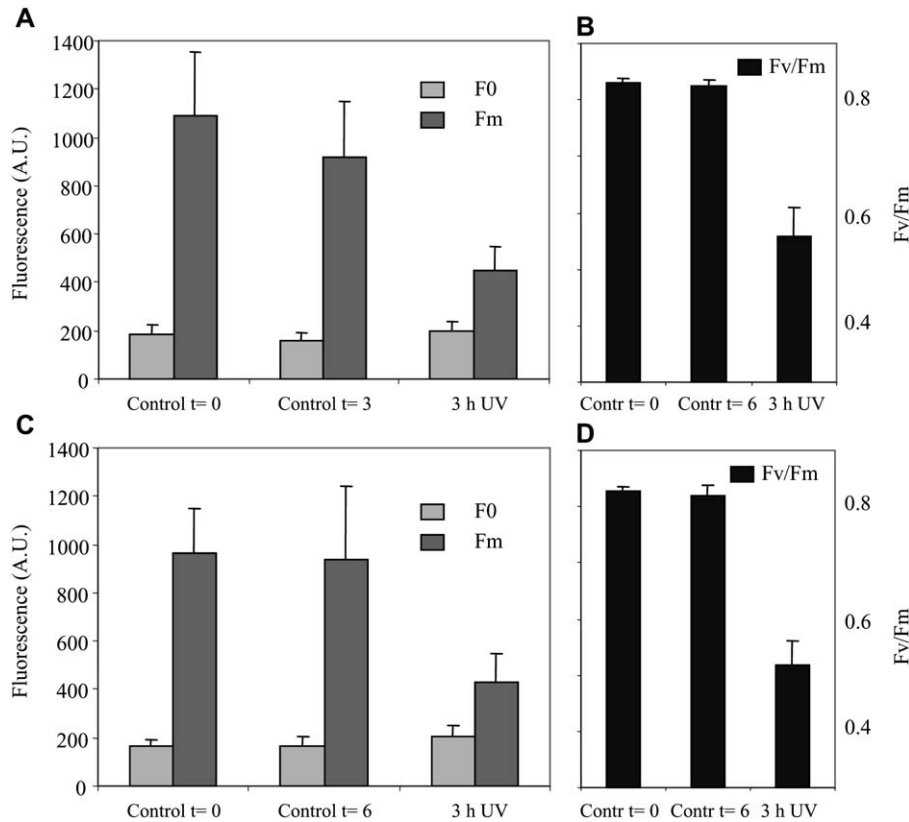 A
Fluorescence (A.U.)
1400
1200
1000
800
600
400
200
0
F0
Fm
Control t= 0 Control t= 3 3 h UV
B
Fv/Fm
0.8
0.6
0.4
Fv/Fm
Contr t= 0 Contr t= 6 3 h UV
C
Fluorescence (A.U.)
1400
1200
1000
800
600
400
200
0
F0
Fm
Control t= 0 Control t= 6 3 h UV
D
Fv/Fm
0.8
0.6
0.4
Fv/Fm
Contr t= 0 Contr t= 6 3 h UV